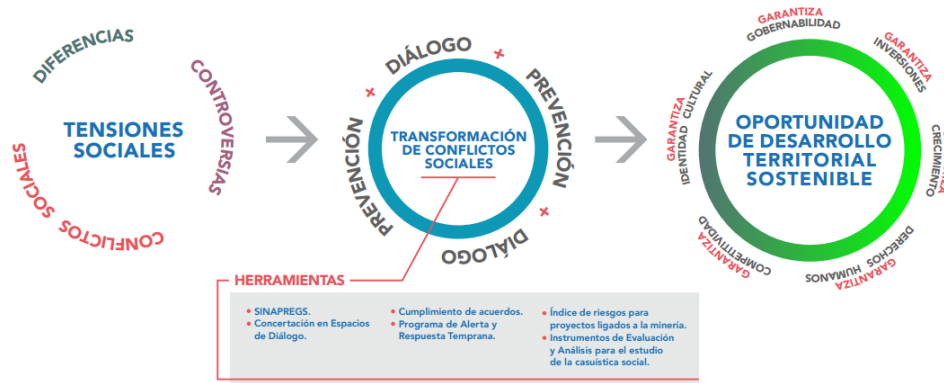 DIFERENCIAS
CONTROVERSIAS
CONFLICTOS SOCIALES
TENSIONES
SOCIALES
DIÁLOGO
+
PREVENCIÓN
+
DIÁLOGO
PREVENCIÓN
+
TRANSFORMACIÓN
DE CONFLICTOS
SOCIALES
GARANTIZA
GOBERNABILIDAD
GARANTIZA
INVERSIONES
CRECIMIENTO
GARANTIZA
DERECHOS HUMANOS
GARANTIZA
COMPETITIVIDAD
GARANTIZA
IDENTIDAD CULTURAL
OPORTUNIDAD
DE DESARROLLO
TERRITORIAL
SOSTENIBLE
HERRAMIENTAS
• SINAPREGS.
• Concertación en Espacios
de Diálogo.
• Cumplimiento de acuerdos.
• Programa de Alerta y
Respuesta Temprana.
• Índice de riesgos para
proyectos ligados a la minería.
• Instrumentos de Evaluación
y Análisis para el estudio
de la casuística social.